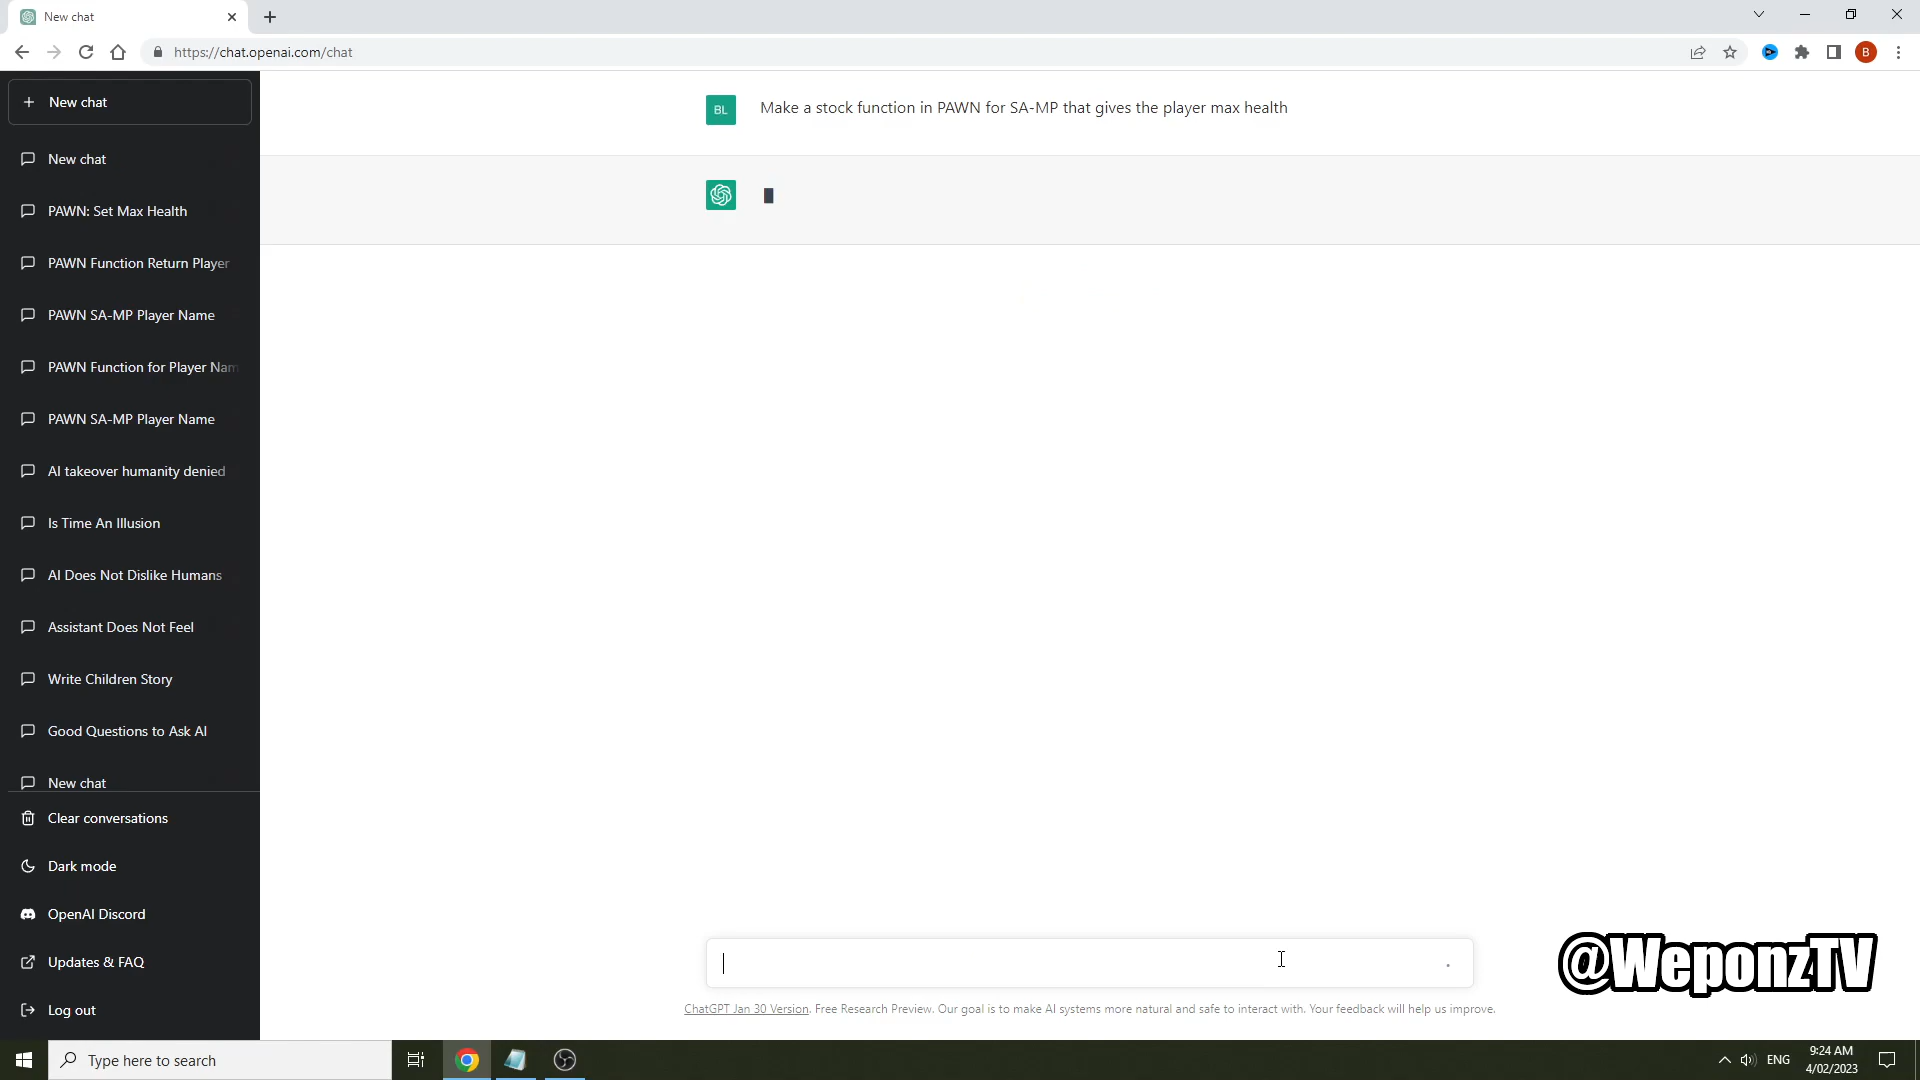 New chat
https://chat.openai.com/chat
B
New chat
New chat
PAWN: Set Max Health
PAWN Function Return Player
PAWN SA-MP Player Name
PAWN Function for Player Nam
PAWN SA-MP Player Name
AI takeover humanity denied
Is Time An Illusion
AI Does Not Dislike Humans
Assistant Does Not Feel
Write Children Story
Good Questions to Ask AI
New chat
Clear conversations
Dark mode
OpenAI Discord
Updates & FAQ
Log out
BL
Make a stock function in PAWN for SA-MP that gives the player max health
@WeponzTV
ChatGPT Jan 30 Version. Free Research Preview. Our goal is to make AI systems more natural and safe to interact with. Your feedback will help us improve.
Type here to search
ENG
9:24 AM
4/02/2023